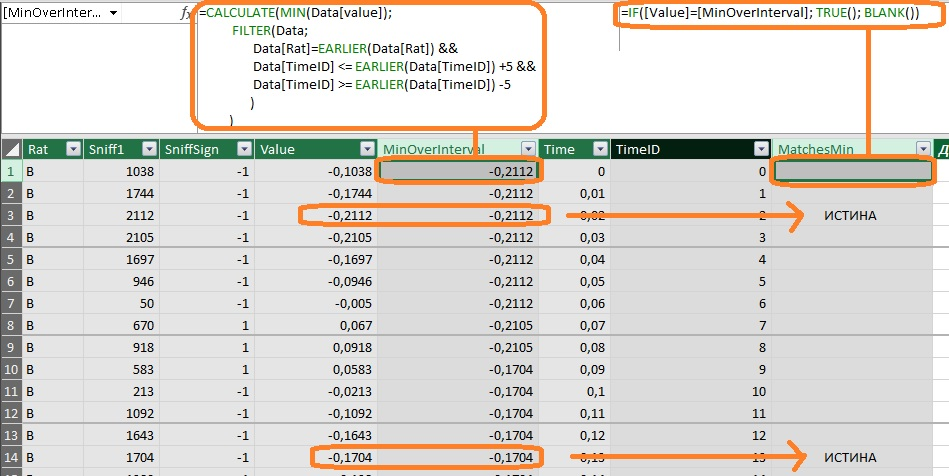 [MinOverInter... fx =CALCULATE(MIN(Data[value]); =IF([Value]=[MinOverInterval]; TRUE(); BLANK())
FILTER(Data;
Data[Rat]=EARLIER(Data[Rat]) &&
Data[TimeID] <= EARLIER(Data[TimeID]) +5 &&
Data[TimeID] >= EARLIER(Data[TimeID]) -5
)
)
Rat Sniff1 SniffSign Value MinOverInterval Time TimeID MatchesMin Д
1 B 1038 -1 -0,1038 -0,2112 0 0
2 B 1744 -1 -0,1744 -0,2112 0,01 1
3 B 2112 -1 -0,2112 -0,2112 0,02 2 ИСТИНА
4 B 2105 -1 -0,2105 -0,2112 0,03 3
5 B 1697 -1 -0,1697 -0,2112 0,04 4
6 B 946 -1 -0,0946 -0,2112 0,05 5
7 B 50 -1 -0,005 -0,2112 0,06 6
8 B 670 1 0,067 -0,2105 0,07 7
9 B 918 1 0,0918 -0,2105 0,08 8
10 B 583 1 0,0583 -0,1704 0,09 9
11 B 213 -1 -0,0213 -0,1704 0,1 10
12 B 1092 -1 -0,1092 -0,1704 0,11 11
13 B 1643 -1 -0,1643 -0,1704 0,12 12
14 B 1704 -1 -0,1704 -0,1704 0,13 13 ИСТИНА